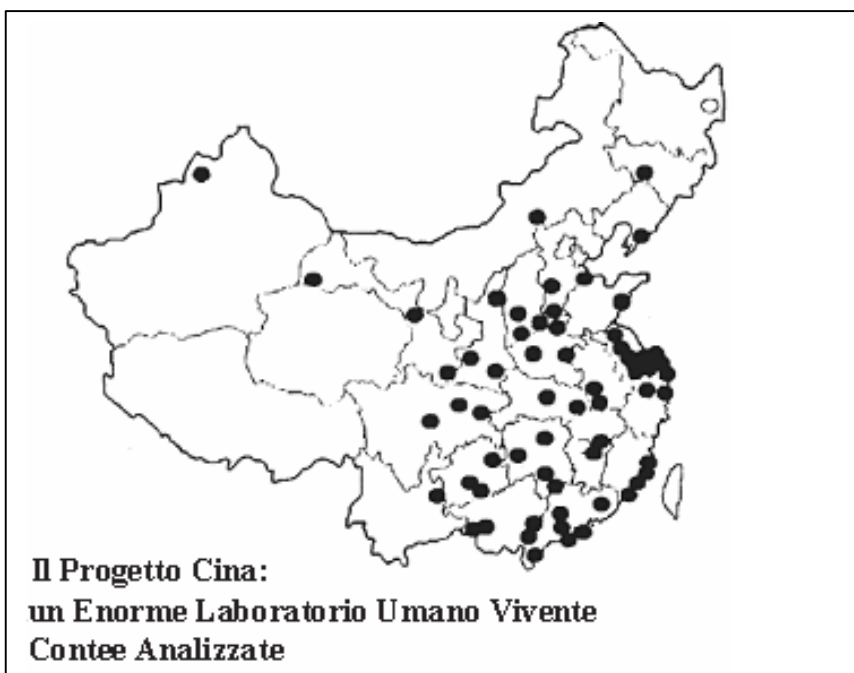 Il Progetto Cina:
un Enorme Laboratorio Umano Vivente
Contee Analizzate